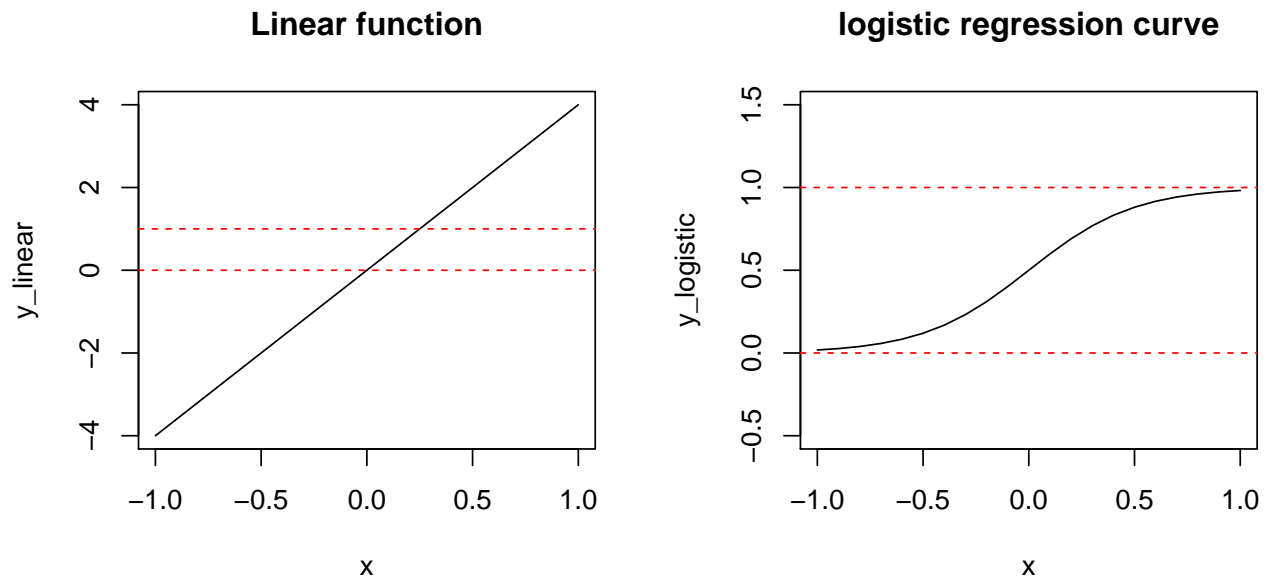 Linear function
4
2
0
−2
−4
y_linear
−1.0 −0.5 0.0 0.5 1.0
x
logistic regression curve
1.5
1.0
0.5
0.0
−0.5
y_logistic
−1.0 −0.5 0.0 0.5 1.0
x